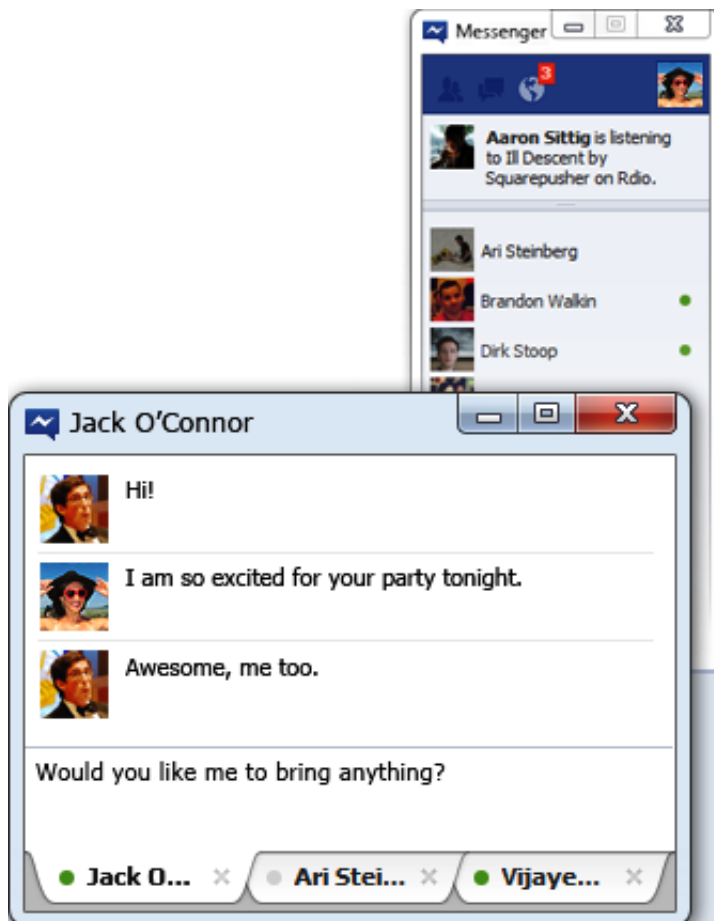 Messenger
3
Aaron Sittig is listening
to Ill Descent by
Squarepusher on Rdio.
Ari Steinberg
Brandon Walkin
Dirk Stoop
Jack O'Connor
Hi!
I am so excited for your party tonight.
Awesome, me too.
Would you like me to bring anything?
Jack O...
Ari Stei...
Vijaye...